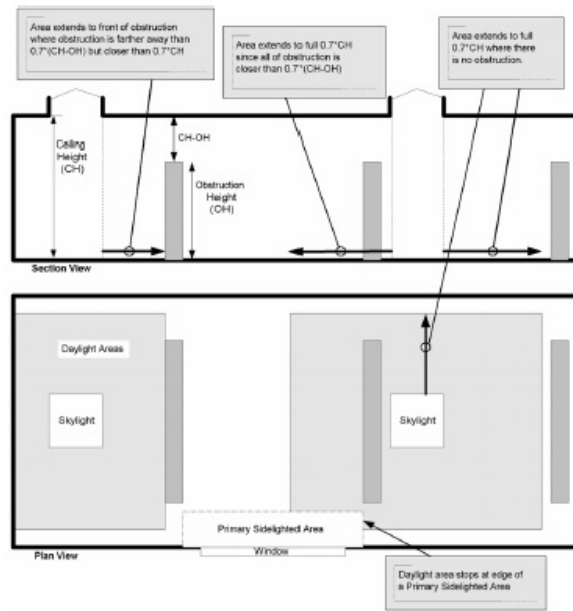 Area extends to front of obstruction
where obstruction is farther away than
0.7*(CH-OH) but closer than 0.7*CH
Area extends to full 0.7*CH
since all of obstruction is
closer than 0.7*(CH-OH)
Area extends to full
0.7*CH where there
is no obstruction.
Ceiling
Height
(CH)
CH-OH
Obstruction
Height
(OH)
Section View
Daylight Areas
Skylight
Skylight
Primary Sidelighted Area
Window
Plan View
Daylight area stops at edge of
a Primary Sidelighted Area